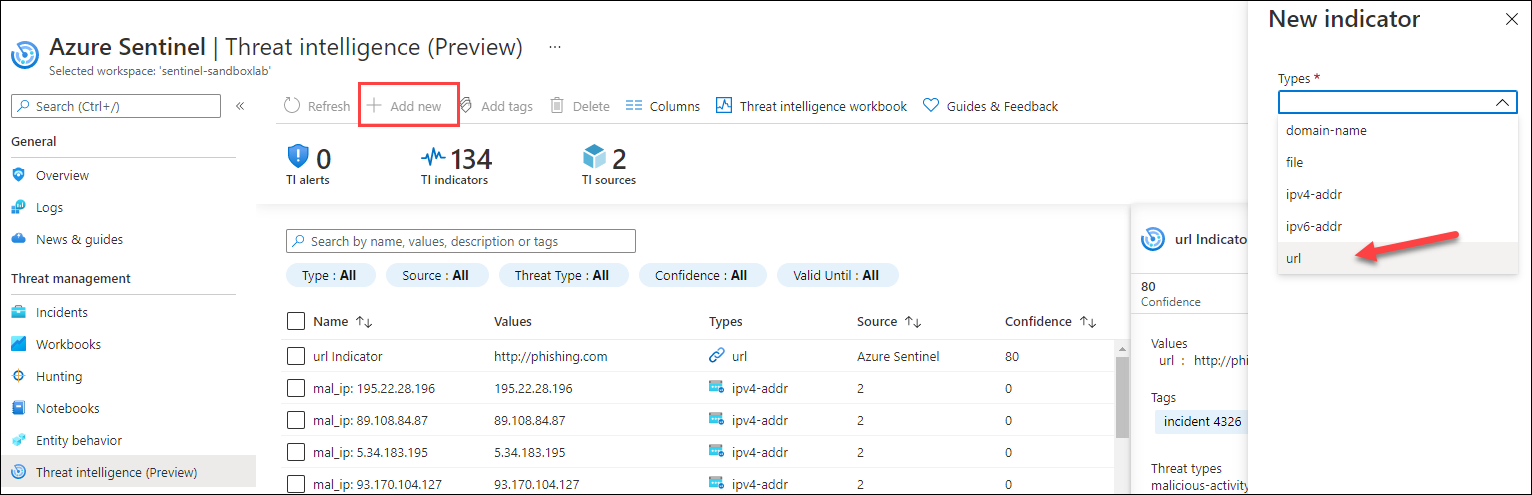 Azure Sentinel | Threat intelligence (Preview) ...
Selected workspace: 'sentinel-sandboxlab'
Search (Ctrl+/) «
General
Overview
Logs
News & guides
Threat management
Incidents
Workbooks
Hunting
Notebooks
Entity behavior
Threat intelligence (Preview)
Refresh Add new Add tags Delete Columns Threat intelligence workbook Guides & Feedback
0 134 2
TI alerts TI indicators TI sources
Search by name, values, description or tags
Type : All Source : All Threat Type : All Confidence : All Valid Until : All
Name Values Types Source Confidence
url Indicator http://phishing.com url Azure Sentinel 80
mal_ip: 195.22.28.196 195.22.28.196 ipv4-addr 2 0
mal_ip: 89.108.84.87 89.108.84.87 ipv4-addr 2 0
mal_ip: 5.34.183.195 5.34.183.195 ipv4-addr 2 0
mal_ip: 93.170.104.127 93.170.104.127 ipv4-addr 2 0
url Indicato
80
Confidence
Values
url : http://phi
Tags
incident 4326
Threat types
malicious-activity
New indicator
Types *
domain-name
file
ipv4-addr
ipv6-addr
url